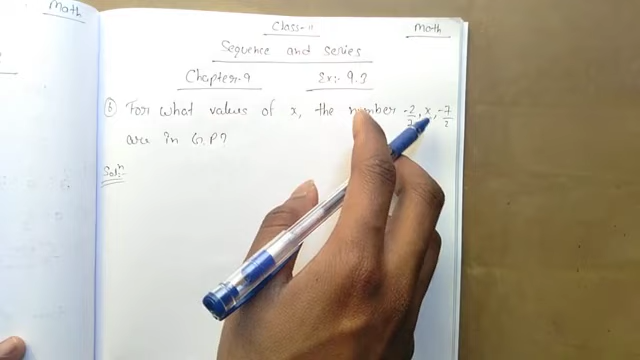 Math
Class-11
Math
Sequence and series
Chapter-9 Ex:- 9.3
6 For what values of x, the number -2/7, x, -7/2
are in G.P?
Solⁿ